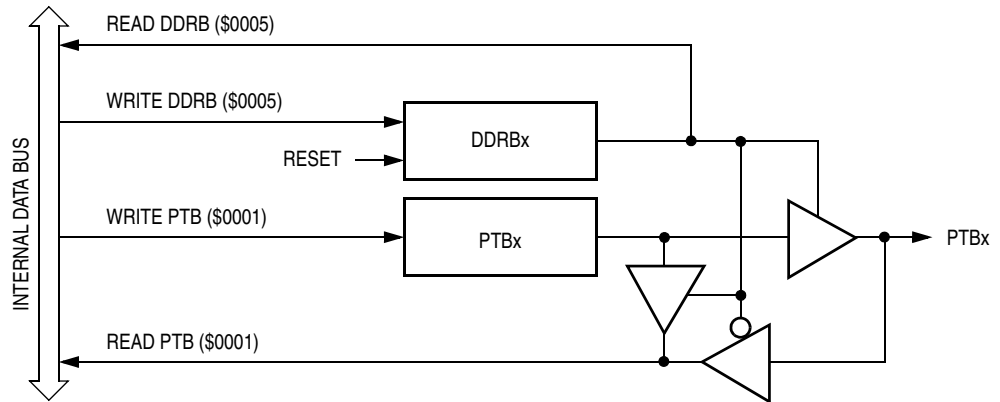 READ DDRB ($0005)
WRITE DDRB ($0005)
DDRBx
RESET
WRITE PTB ($0001)
PTBx
PTBx
INTERNAL DATA BUS
READ PTB ($0001)